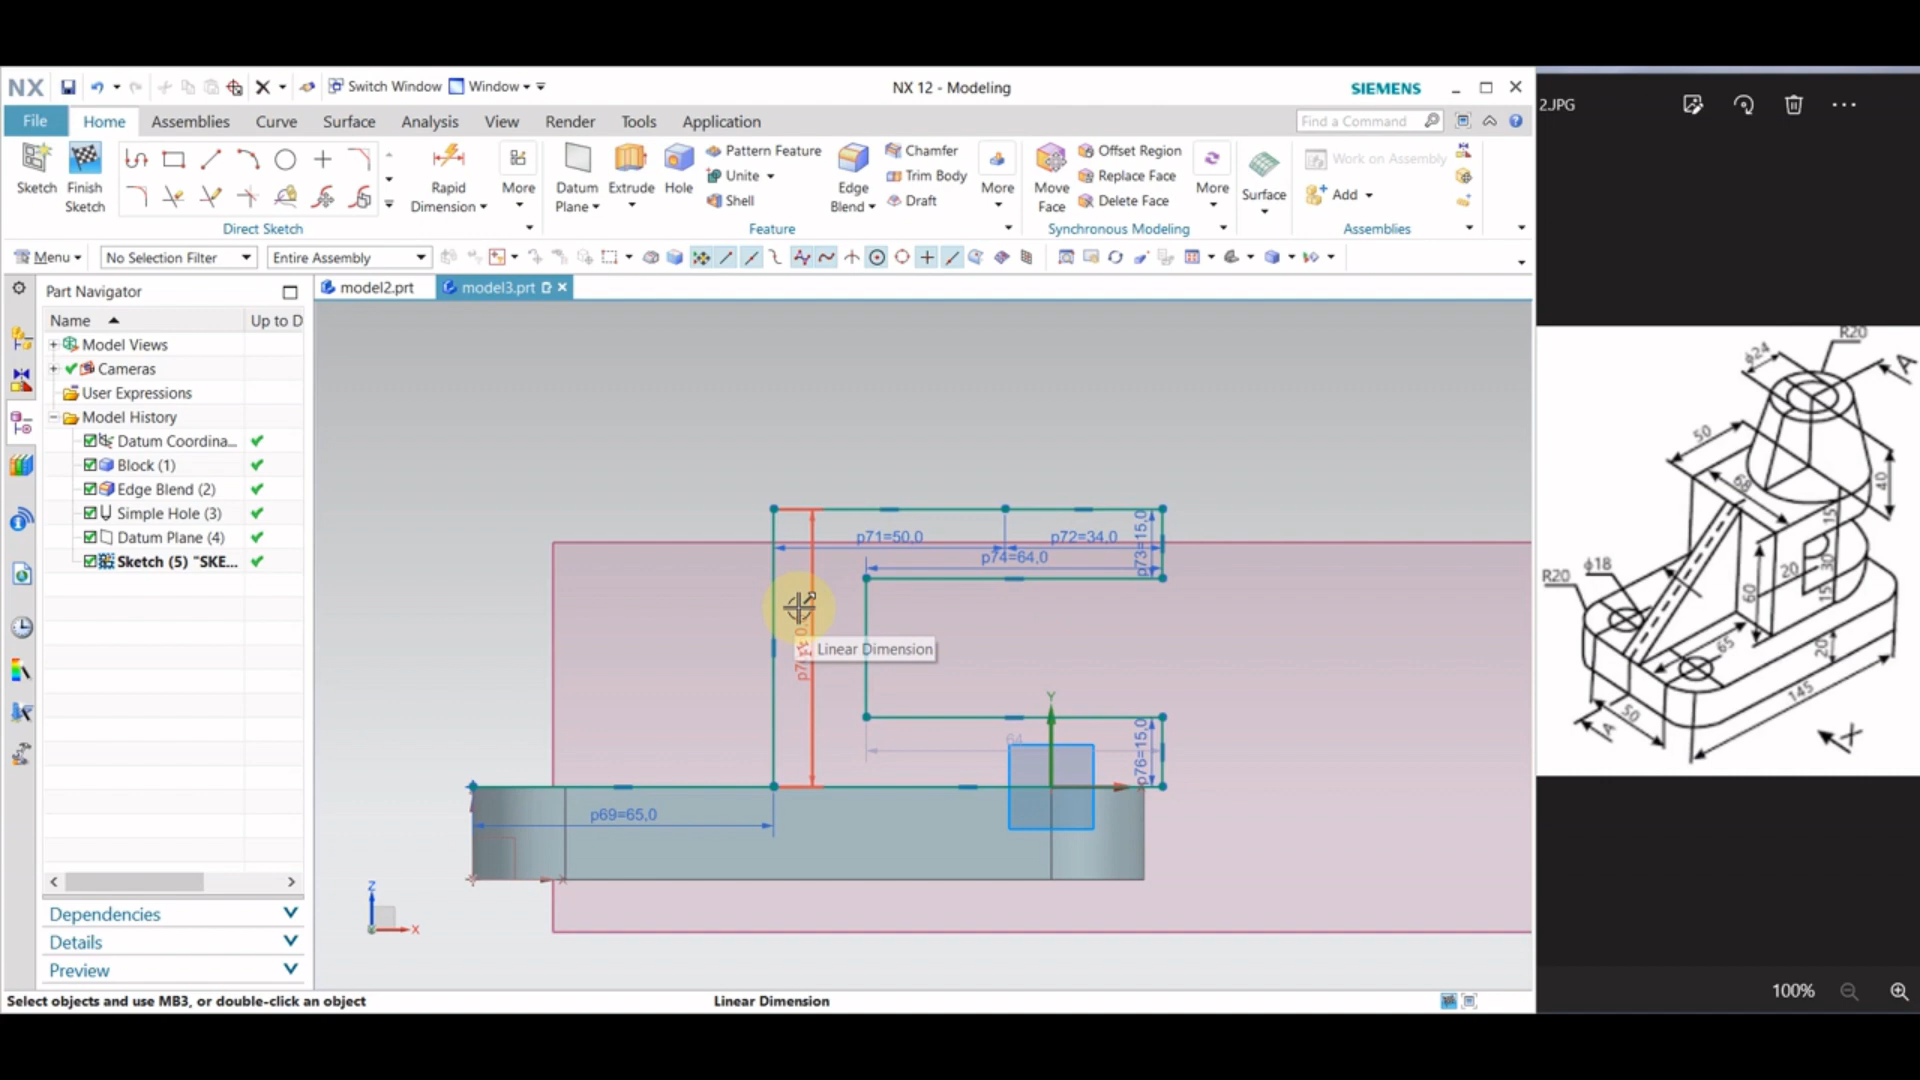 NX
Switch Window
Window
NX 12 - Modeling
SIEMENS
2.JPG
File
Home
Assemblies
Curve
Surface
Analysis
View
Render
Tools
Application
Find a Command
Sketch
Finish Sketch
Rapid Dimension
More
Datum Plane
Extrude
Hole
Pattern Feature
Unite
Shell
Edge Blend
Chamfer
Trim Body
Draft
More
Move Face
Offset Region
Replace Face
Delete Face
More
Surface
Work on Assembly
Add
Direct Sketch
Feature
Synchronous Modeling
Assemblies
Menu
No Selection Filter
Entire Assembly
Part Navigator
model2.prt
model3.prt
Name
Up to D
Model Views
Cameras
User Expressions
Model History
Datum Coordina...
Block (1)
Edge Blend (2)
Simple Hole (3)
Datum Plane (4)
Sketch (5) "SKE...
Dependencies
Details
Preview
p71=50,0
p72=34,0
p73=15,0
p74=64,0
Linear Dimension
64
p76=15,0
p69=65,0
Y
Z
X
X
R20
ϕ24
A
50
68
40
15
R20
ϕ18
20
30
60
15
65
20
50
145
A
X
Select objects and use MB3, or double-click an object
Linear Dimension
100%